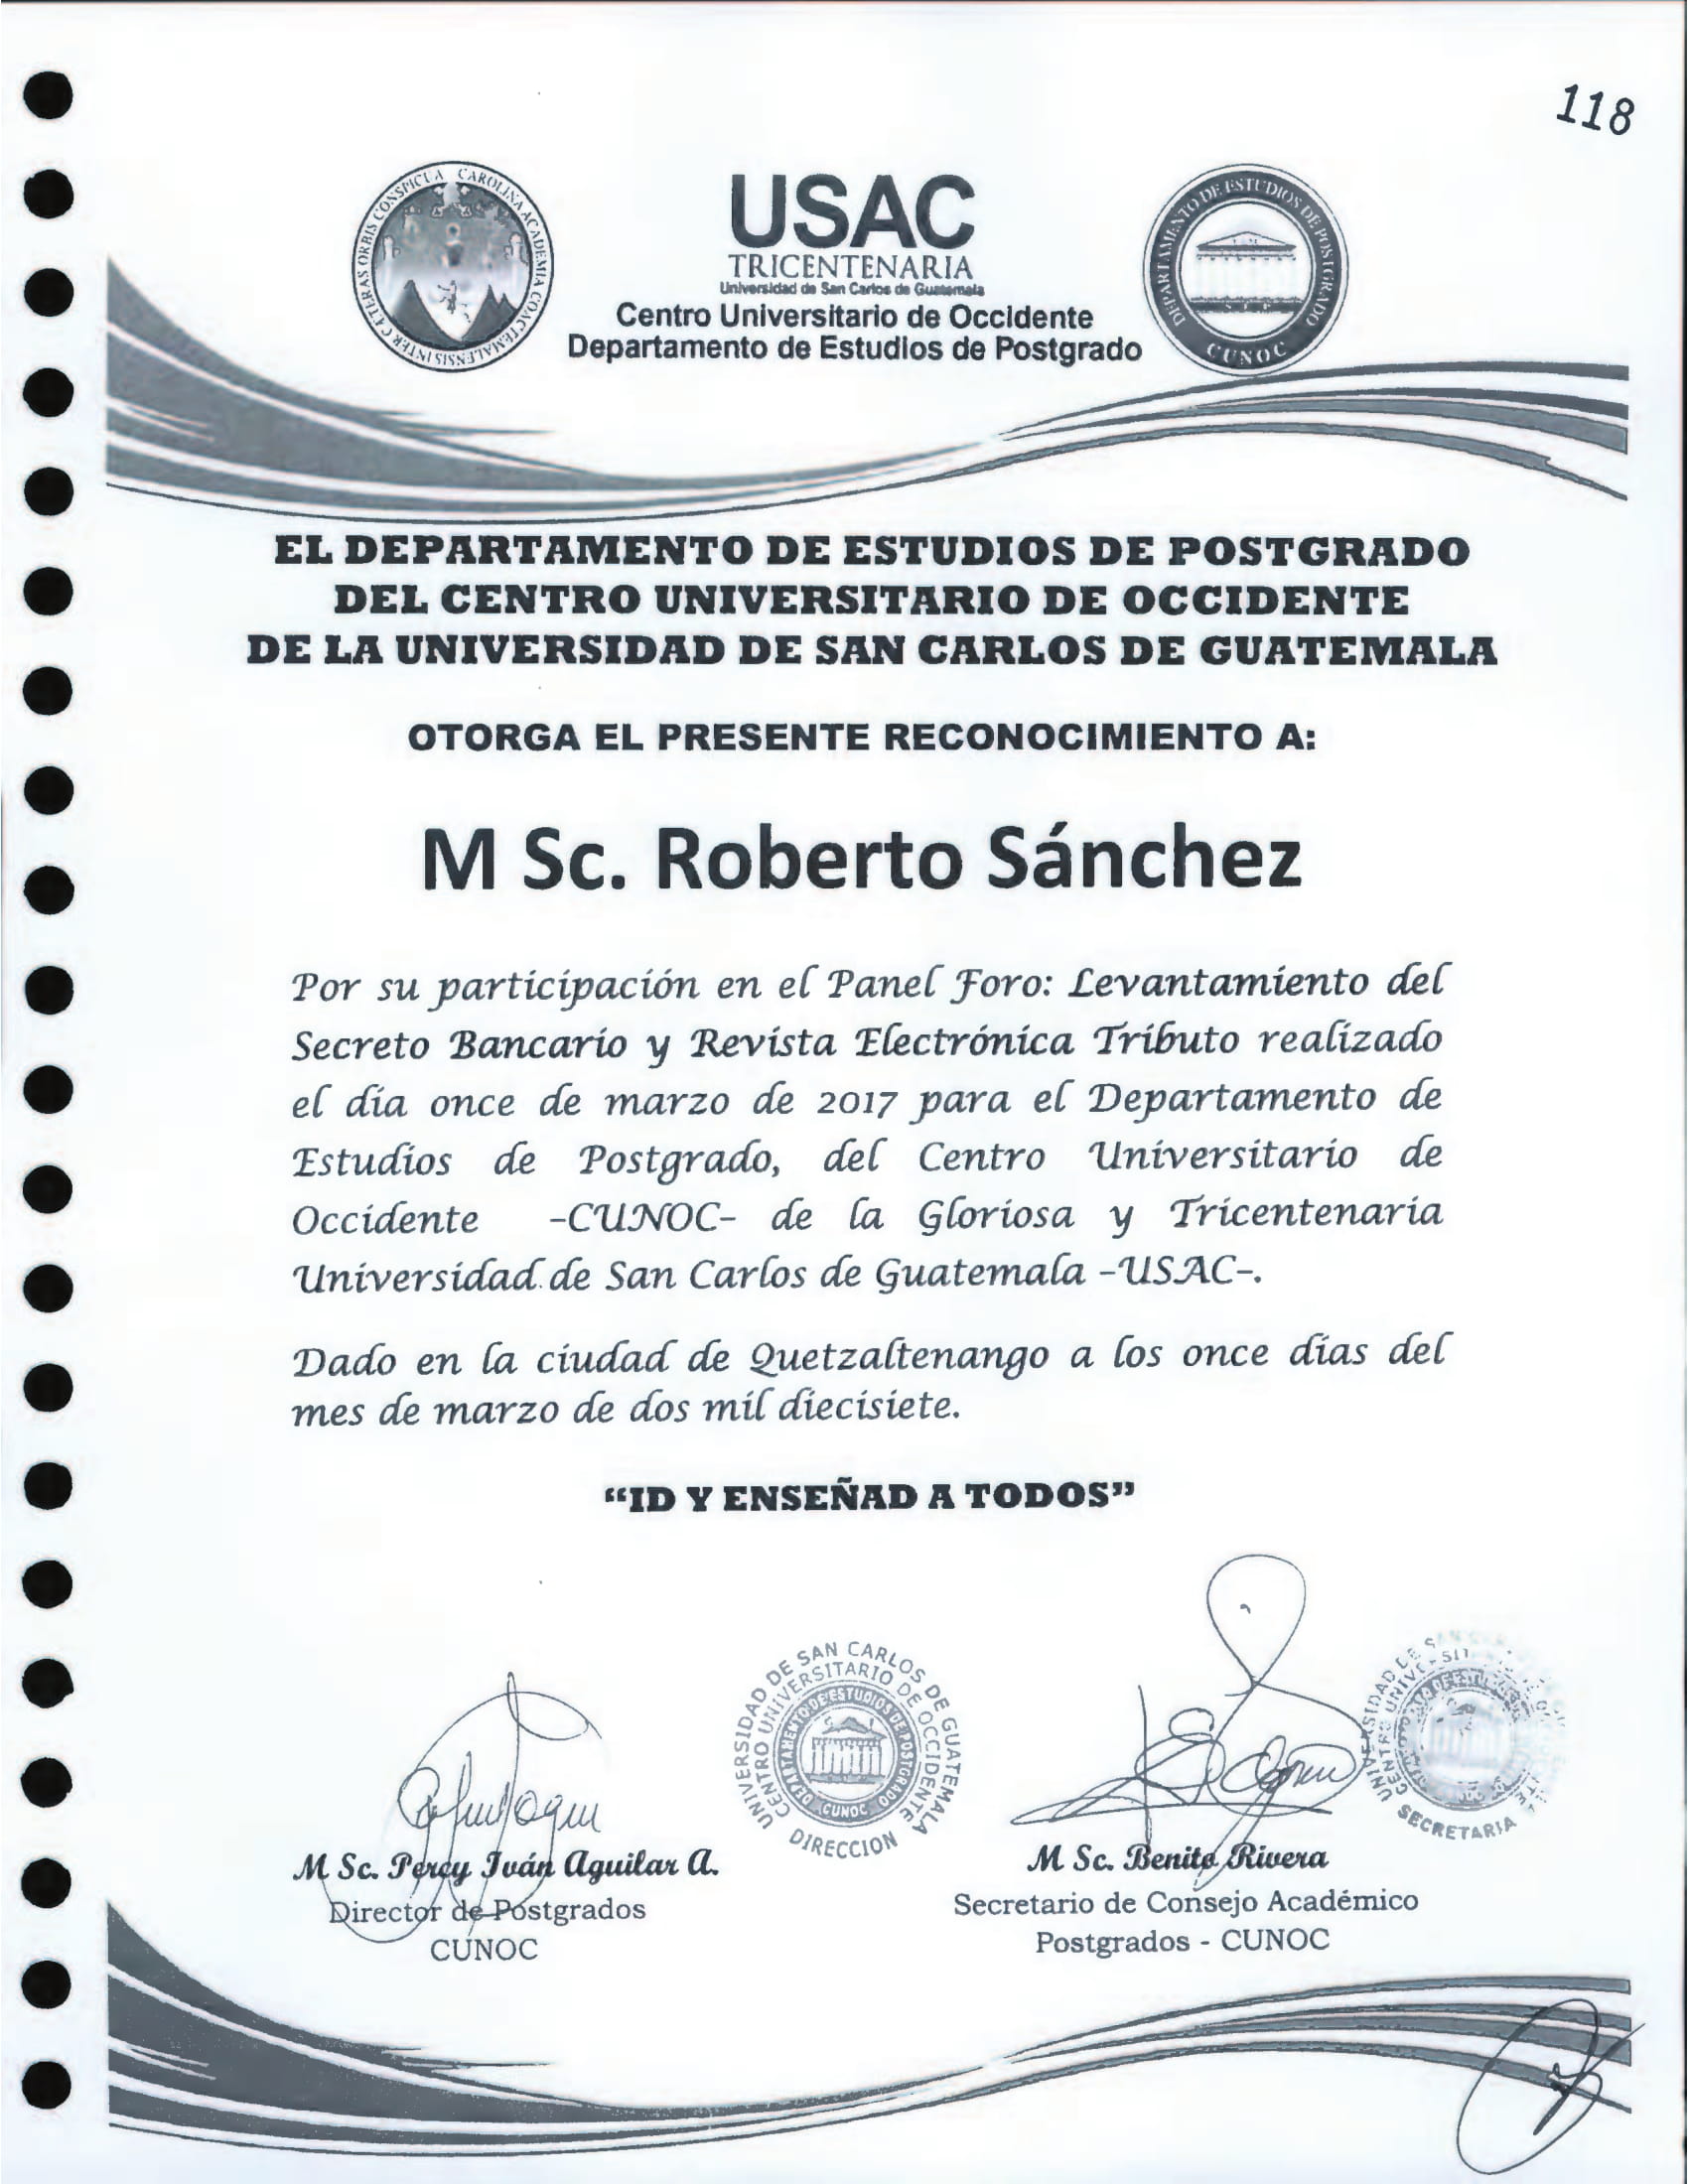 118
CAETERAS ORBIS CONSPICUA CAROLINA ACADEMIA COACTEMALENSIS INTER
USAC
TRICENTENARIA
Universidad de San Carlos de Guatemala
Centro Universitario de Occidente
Departamento de Estudios de Postgrado
DEPARTAMENTO DE ESTUDIOS DE POSTGRADO
CUNOC
EL DEPARTAMENTO DE ESTUDIOS DE POSTGRADO
DEL CENTRO UNIVERSITARIO DE OCCIDENTE
DE LA UNIVERSIDAD DE SAN CARLOS DE GUATEMALA
OTORGA EL PRESENTE RECONOCIMIENTO A:
M Sc. Roberto Sánchez
Por su participación en el Panel Foro: Levantamiento del
Secreto Bancario y Revista Electrónica Tributo realizado
el día once de marzo de 2017 para el Departamento de
Estudios de Postgrado, del Centro Universitario de
Occidente -CUNOC- de la Gloriosa y Tricentenaria
Universidad de San Carlos de Guatemala -USAC-.
Dado en la ciudad de Quetzaltenango a los once días del
mes de marzo de dos mil diecisiete.
“ID Y ENSEÑAD A TODOS”
UNIVERSIDAD DE SAN CARLOS DE GUATEMALA
CENTRO UNIVERSITARIO DE OCCIDENTE
DEPARTAMENTO DE ESTUDIOS DE POSTGRADO
CUNOC
DIRECCION
SECRETARIA
M Sc. Percy Iván Aguilar A.
Director de Postgrados
CUNOC
M Sc. Benito Rivera
Secretario de Consejo Académico
Postgrados - CUNOC